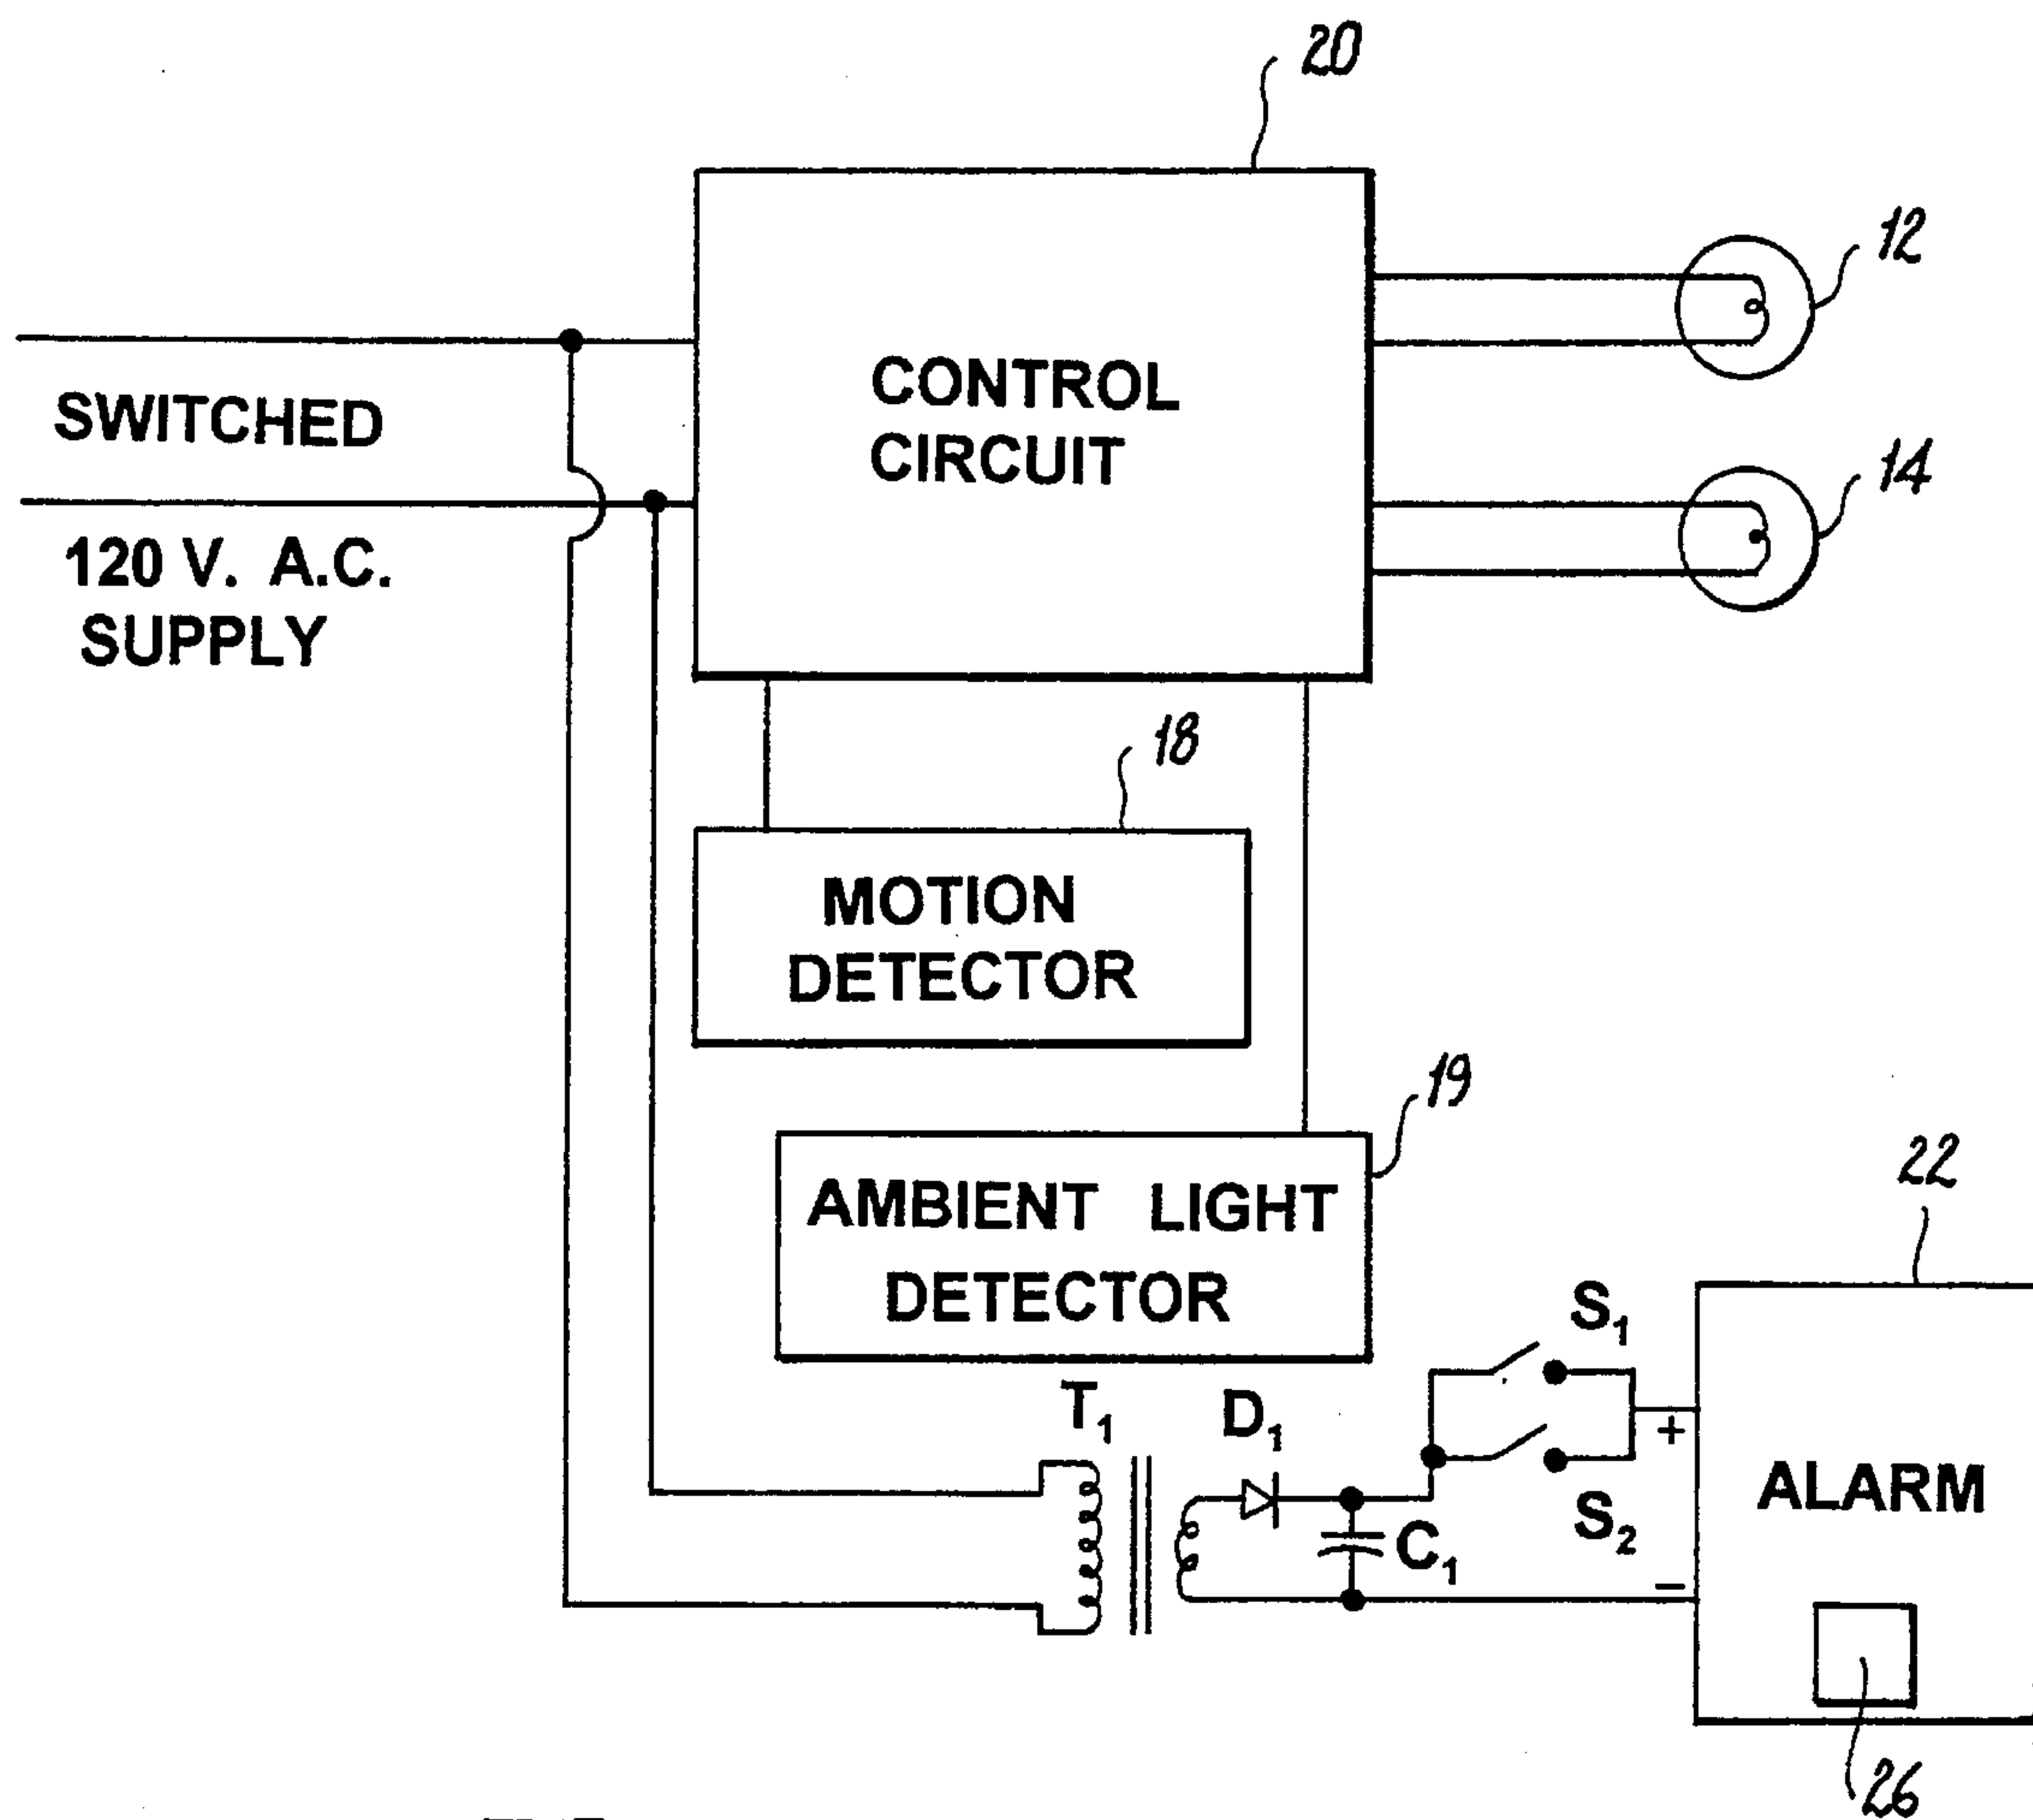 20
12
SWITCHED
CONTROL
CIRCUIT
14
120 V. A.C.
SUPPLY
18
MOTION
DETECTOR
19
AMBIENT LIGHT
DETECTOR
22
S₁
T₁
D₁
+
ALARM
S₂
C₁
−
26